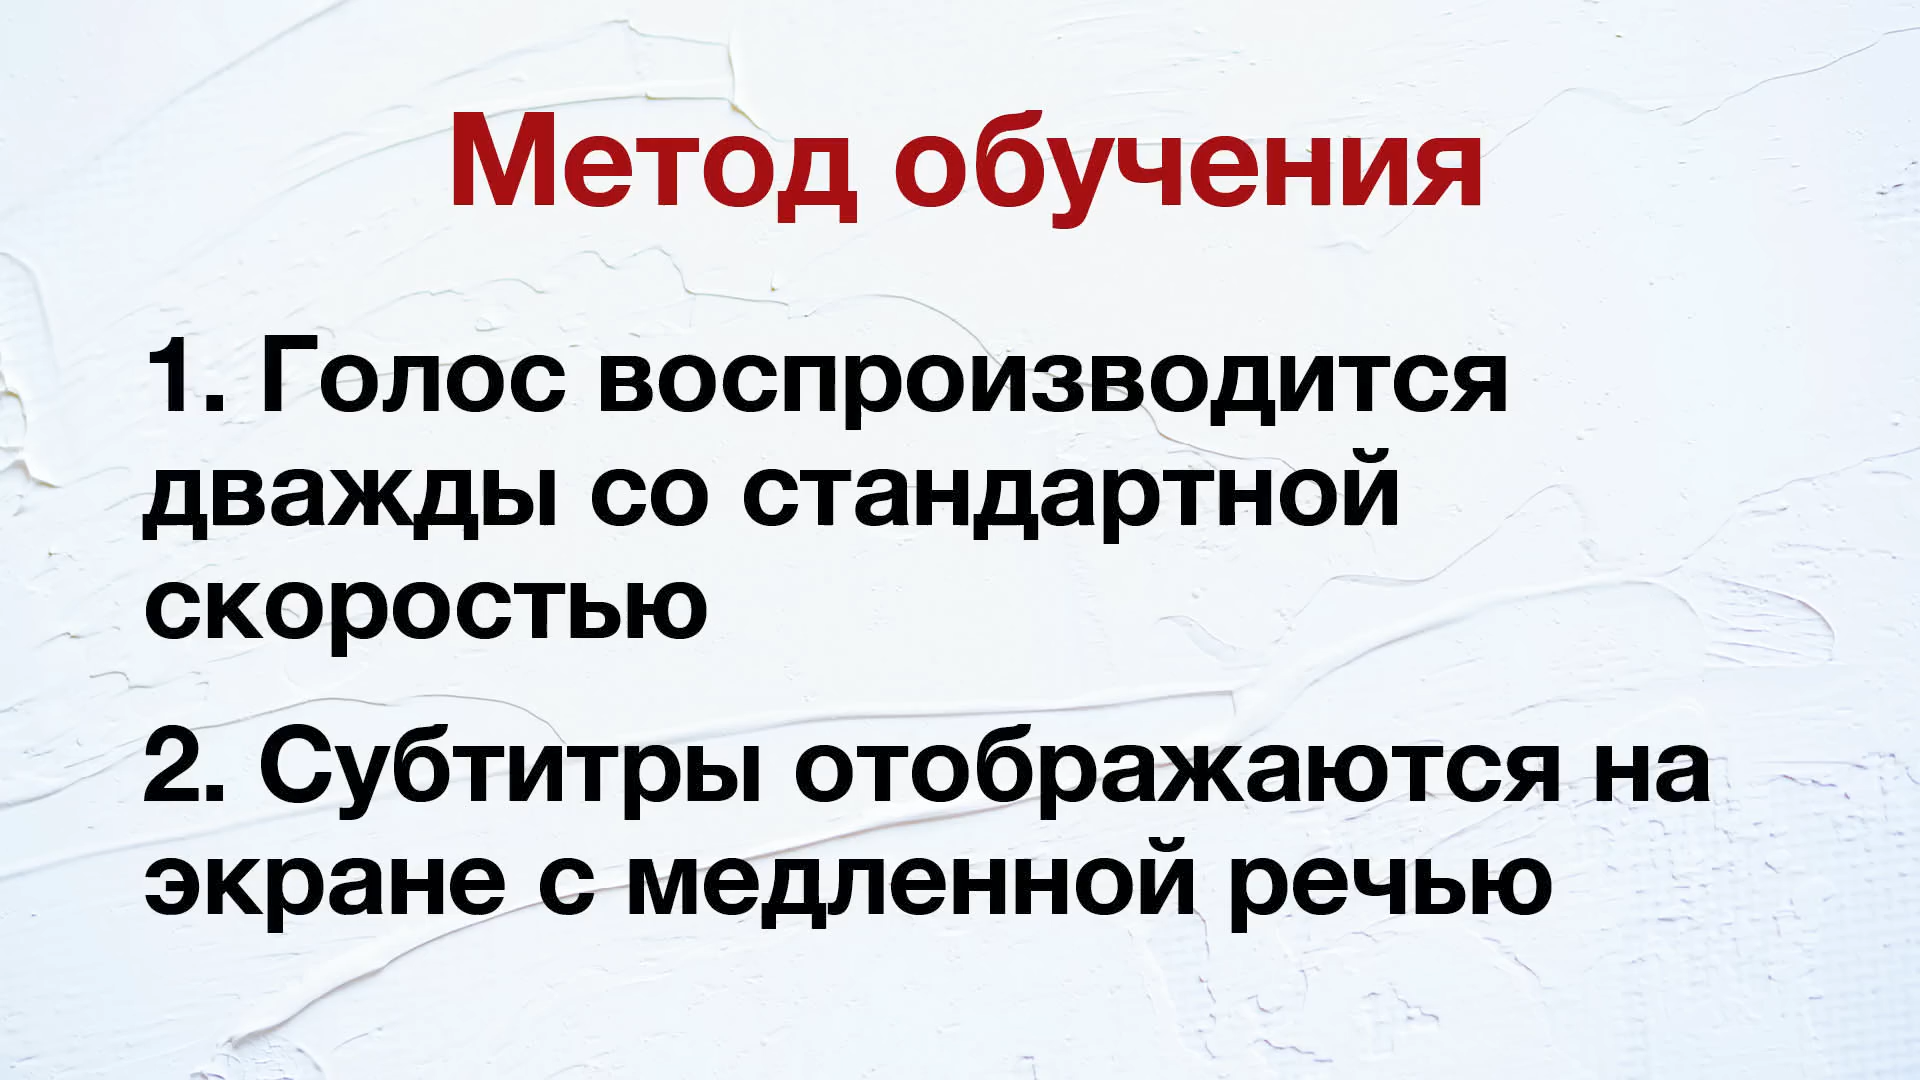 Метод обучения
1. Голос воспроизводится
дважды со стандартной
скоростью
2. Субтитры отображаются на
экране с медленной речью